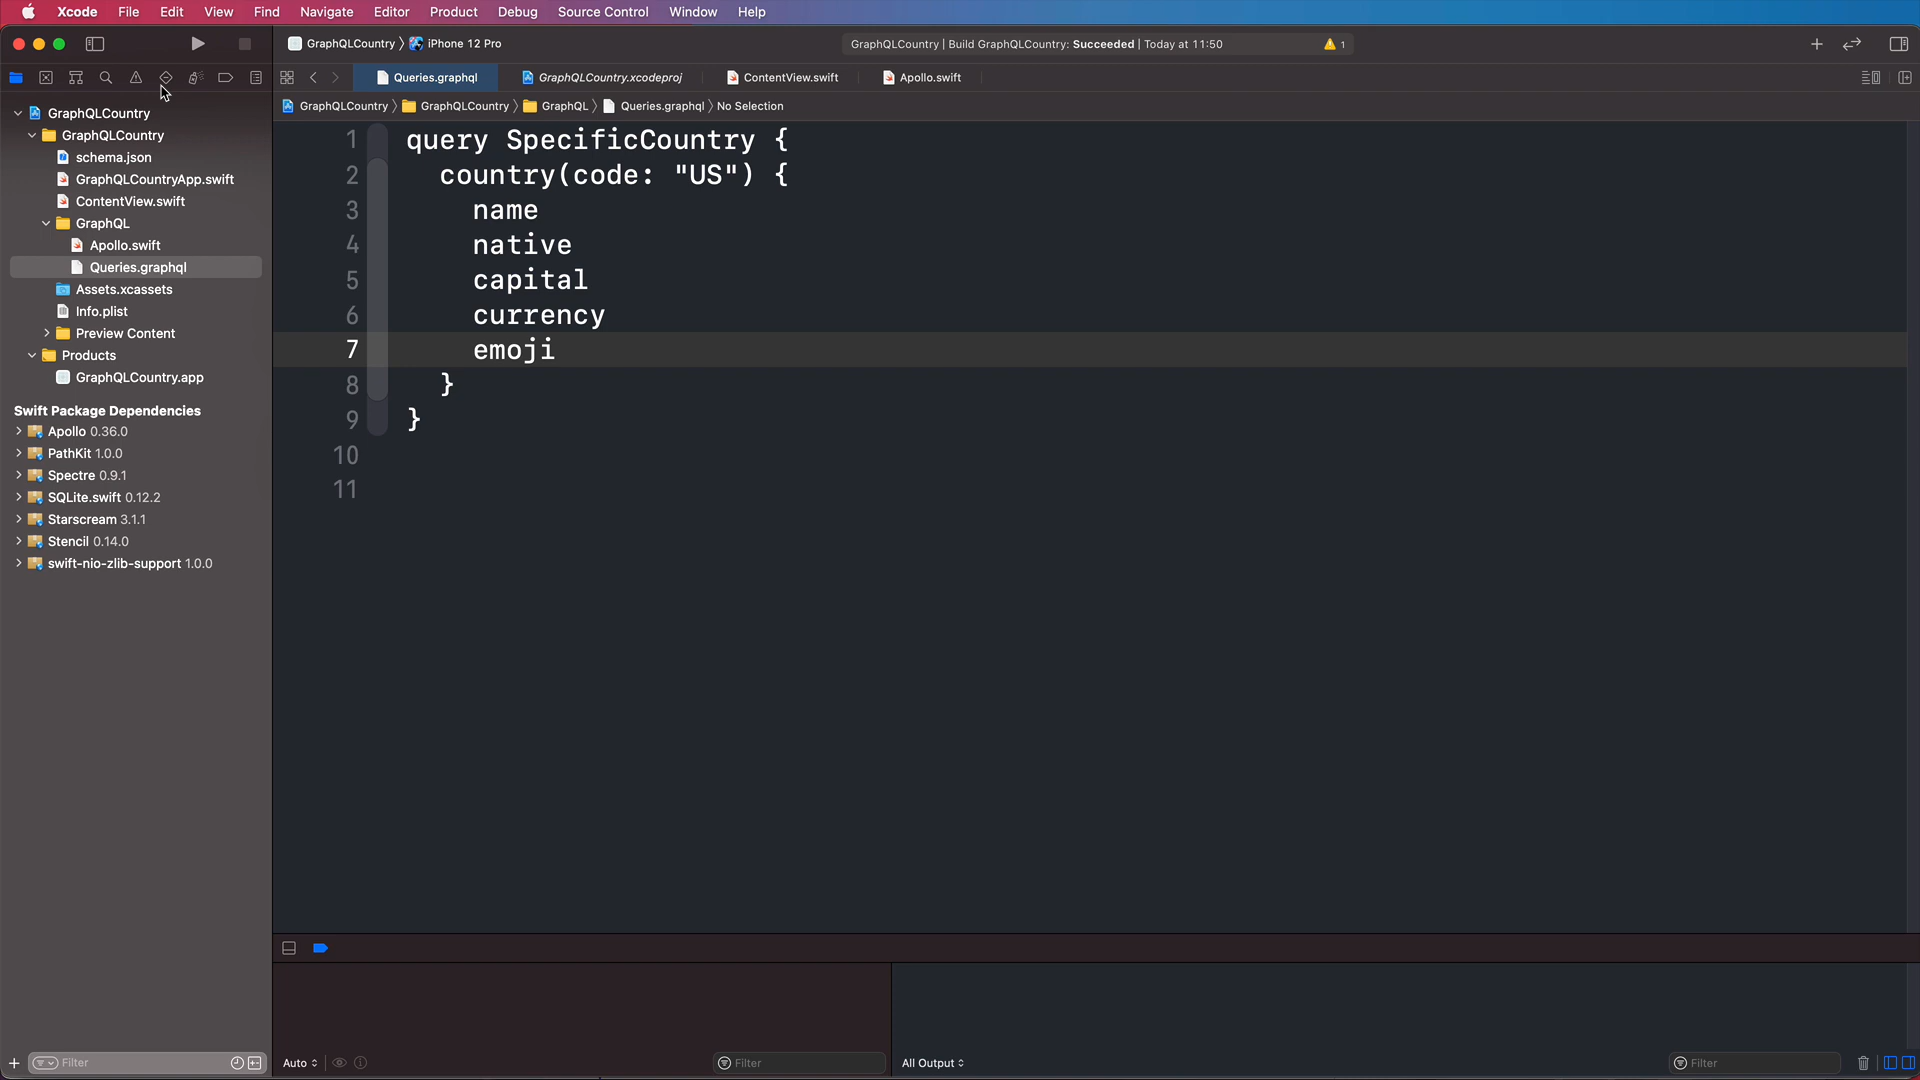 Xcode File Edit View Find Navigate Editor Product Debug Source Control Window Help
GraphQLCountry iPhone 12 Pro
GraphQLCountry | Build GraphQLCountry: Succeeded | Today at 11:50
1
Queries.graphql GraphQLCountry.xcodeproj ContentView.swift Apollo.swift
GraphQLCountry GraphQLCountry GraphQL Queries.graphql No Selection
GraphQLCountry
GraphQLCountry
schema.json
GraphQLCountryApp.swift
ContentView.swift
GraphQL
Apollo.swift
Queries.graphql
Assets.xcassets
Info.plist
Preview Content
Products
GraphQLCountry.app
Swift Package Dependencies
Apollo 0.36.0
PathKit 1.0.0
Spectre 0.9.1
SQLite.swift 0.12.2
Starscream 3.1.1
Stencil 0.14.0
swift-nio-zlib-support 1.0.0
Filter
1 query SpecificCountry {
2 country(code: "US") {
3 name
4 native
5 capital
6 currency
7 emoji
8 }
9 }
10
11
Auto
Filter
All Output
Filter